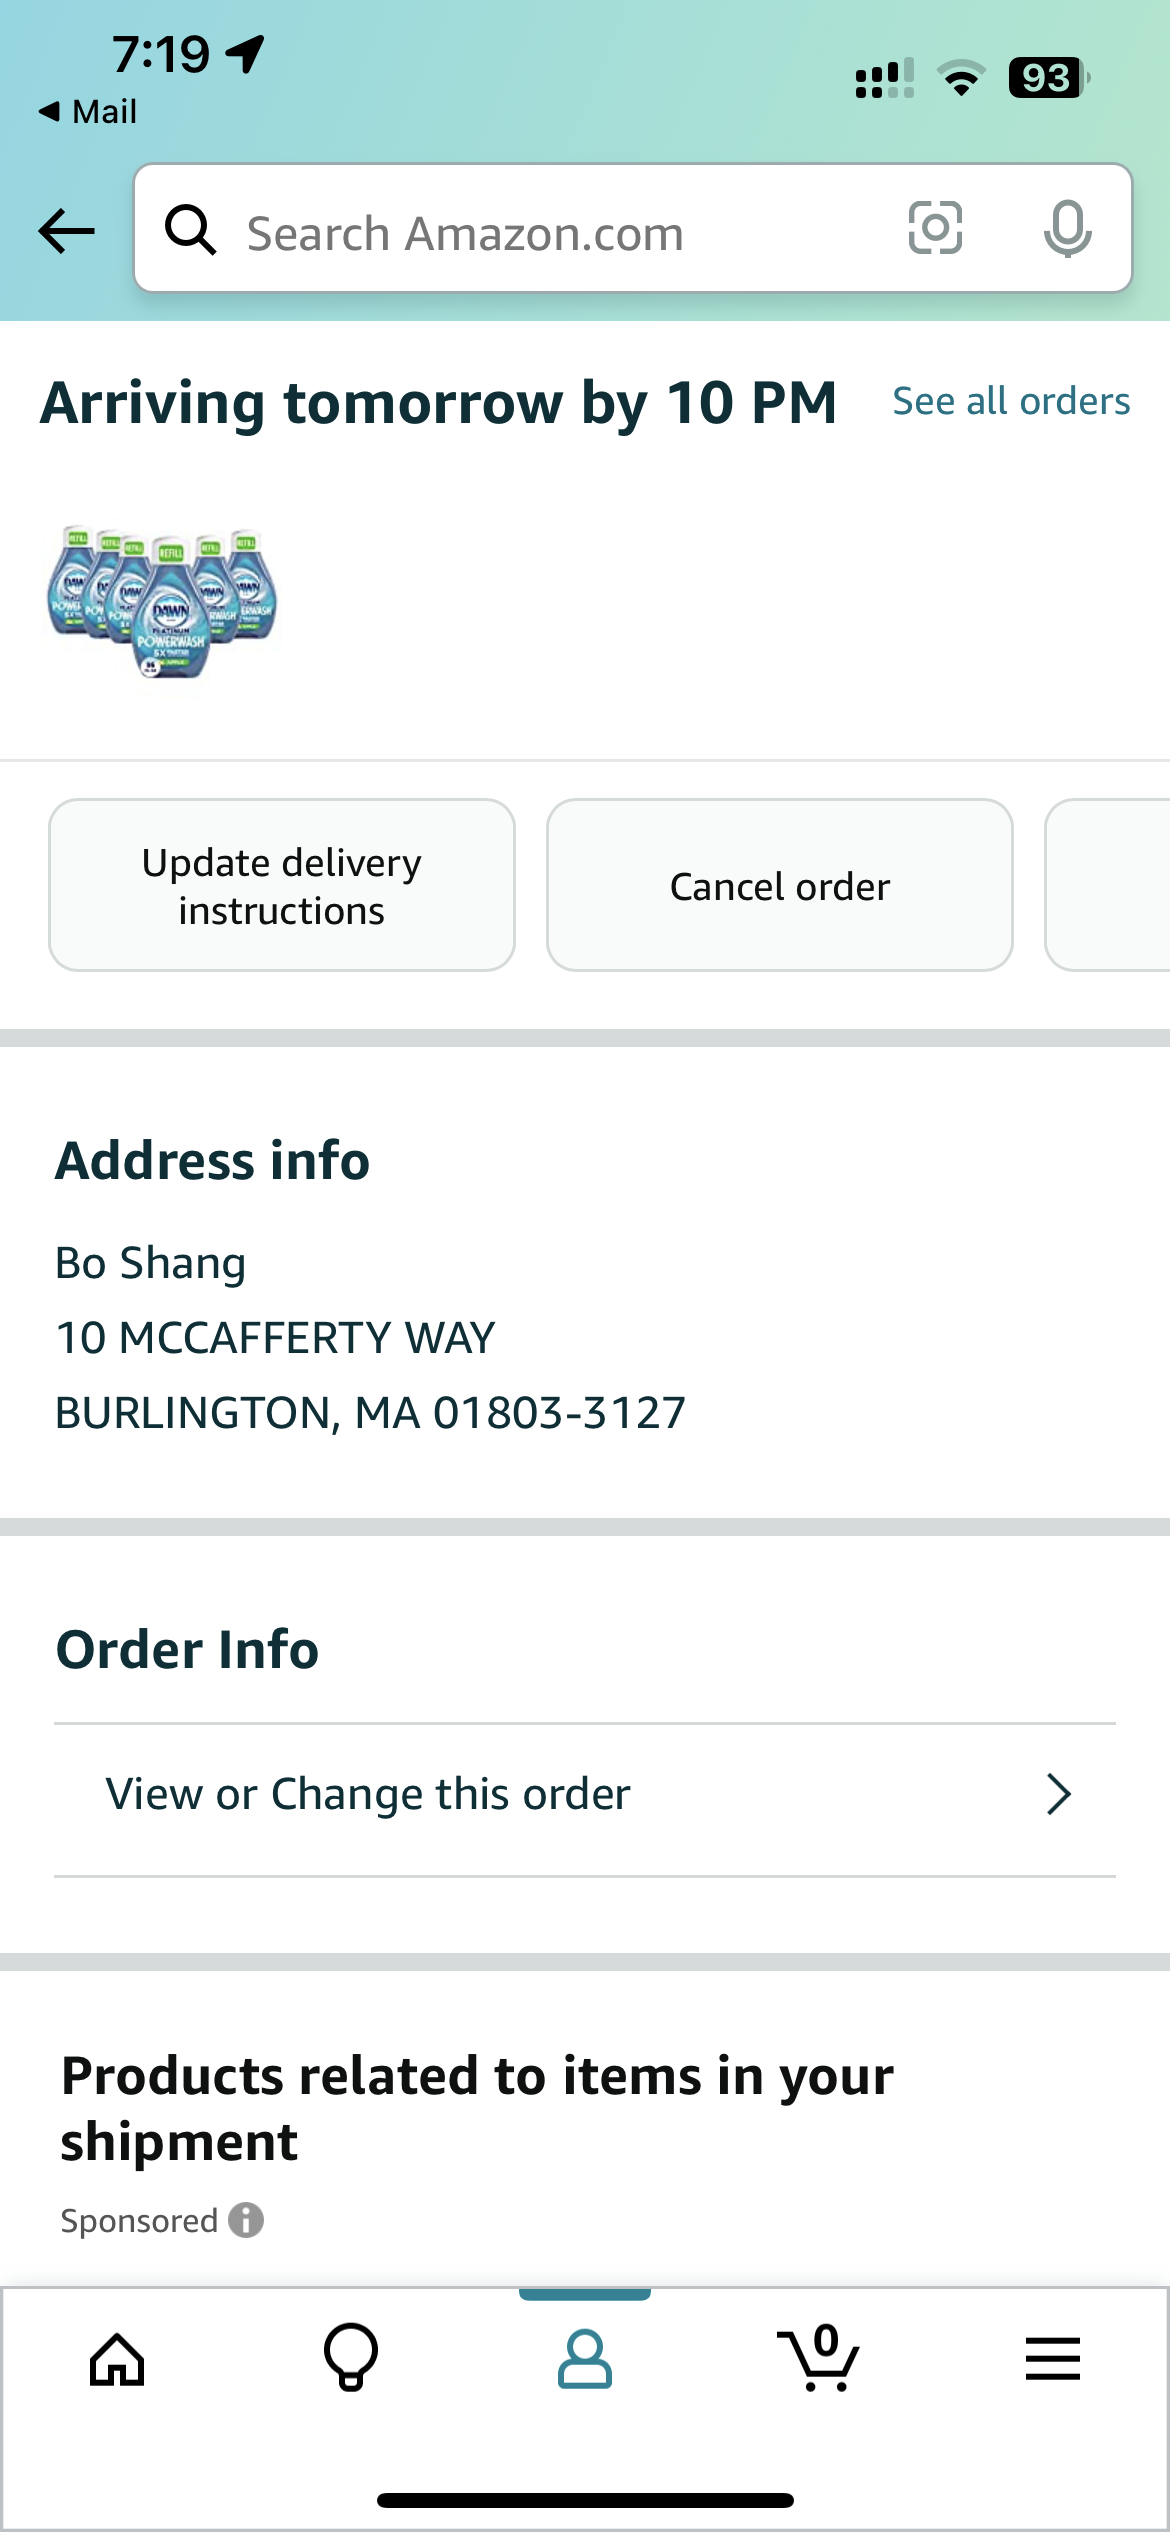 7:19
Mail
93
Search Amazon.com
Arriving tomorrow by 10 PM
See all orders
REFILL
DAWN
PLATINUM
POWERWASH
Update delivery
instructions
Cancel order
Address info
Bo Shang
10 MCCAFFERTY WAY
BURLINGTON, MA 01803-3127
Order Info
View or Change this order
Products related to items in your
shipment
Sponsored
0